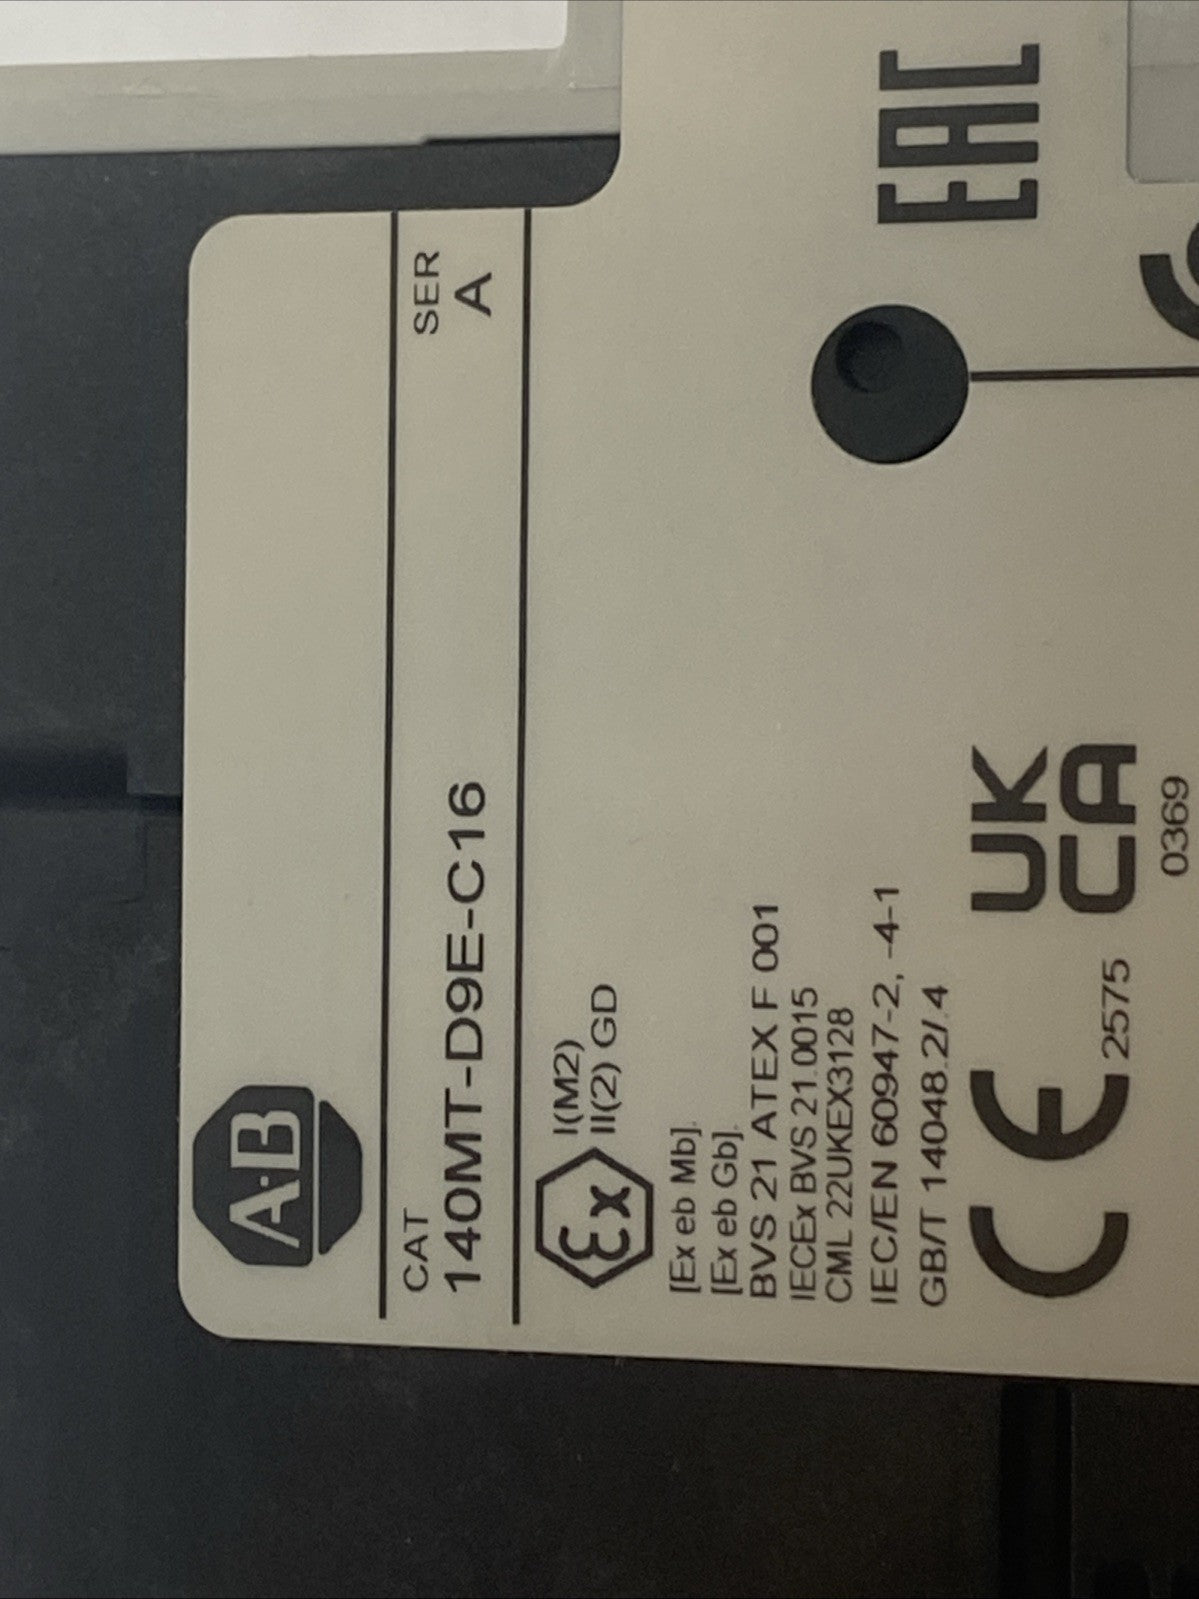 A·B
CAT
SER
140MT-D9E-C16
A
Ex
I(M2)
II(2) GD
[Ex eb Mb].
[Ex eb Gb].
BVS 21 ATEX F 001
IECEx BVS 21.0015
CML 22UKEX3128
IEC/EN 60947-2, -4-1
GB/T 14048.2/.4
CE 2575
UK
CA
0369
EAC